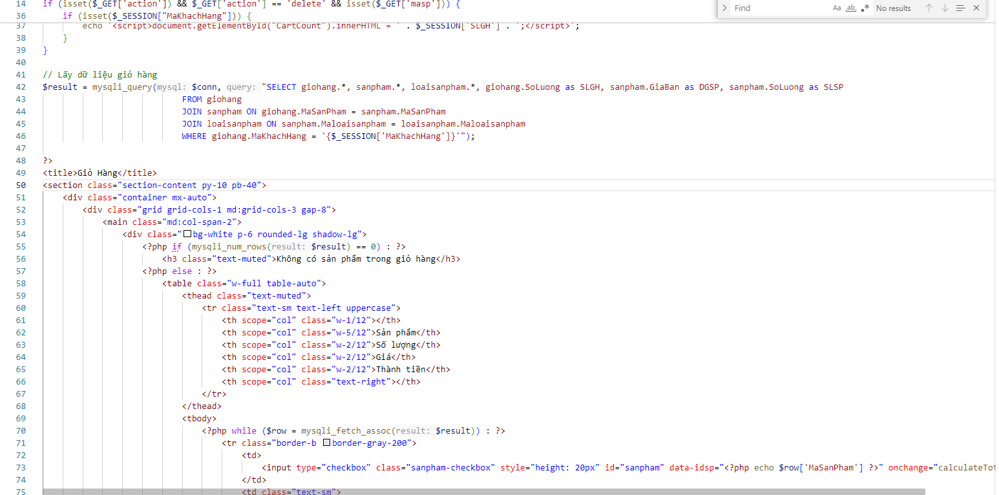 14 if (isset($_GET['action']) && $_GET['action'] == 'delete' && isset($_GET['masp'])) {
36 if (isset($_SESSION["MaKhachHang"])) {
37 echo '<script>document.getElementById("CartCount").innerHTML = ' . $_SESSION['SLGH'] . ';</script>';
38 }
39 }
40
41 // Lấy dữ liệu giỏ hàng
42 $result = mysqli_query(mysql: $conn, query: "SELECT giohang.*, sanpham.*, loaisanpham.*, giohang.SoLuong as SLGH, sanpham.GiaBan as DGSP, sanpham.SoLuong as SLSP
43 FROM giohang
44 JOIN sanpham ON giohang.MaSanPham = sanpham.MaSanPham
45 JOIN loaisanpham ON sanpham.Maloaisanpham = loaisanpham.Maloaisanpham
46 WHERE giohang.MaKhachHang = '{$_SESSION['MaKhachHang']}'");
47
48 ?>
49 <title>Giỏ Hàng</title>
50 <section class="section-content py-10 pb-40">
51 <div class="container mx-auto">
52 <div class="grid grid-cols-1 md:grid-cols-3 gap-8">
53 <main class="md:col-span-2">
54 <div class="bg-white p-6 rounded-lg shadow-lg">
55 <?php if (mysqli_num_rows(result: $result) == 0) : ?>
56 <h3 class="text-muted">Không có sản phẩm trong giỏ hàng</h3>
57 <?php else : ?>
58 <table class="w-full table-auto">
59 <thead class="text-muted">
60 <tr class="text-sm text-left uppercase">
61 <th scope="col" class="w-1/12"></th>
62 <th scope="col" class="w-5/12">Sản phẩm</th>
63 <th scope="col" class="w-2/12">Số lượng</th>
64 <th scope="col" class="w-2/12">Giá</th>
65 <th scope="col" class="w-2/12">Thành tiền</th>
66 <th scope="col" class="text-right"></th>
67 </tr>
68 </thead>
69 <tbody>
70 <?php while ($row = mysqli_fetch_assoc(result: $result)) : ?>
71 <tr class="border-b border-gray-200">
72 <td>
73 <input type="checkbox" class="sanpham-checkbox" style="height: 20px" id="sanpham" data-idsp="<?php echo $row['MaSanPham'] ?>" onchange="calculateTot
74 </td>
75 <td class="text-sm">
Find Aa ab .* No results